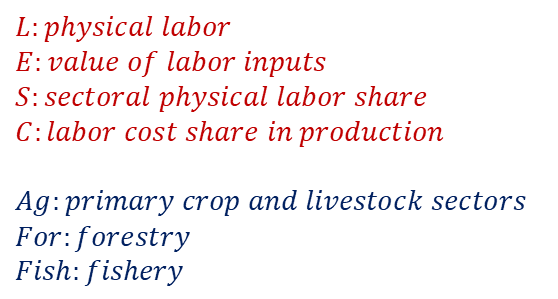 L: physical labor
E: value of labor inputs
S: sectoral physical labor share
C: labor cost share in production
Ag: primary crop and livestock sectors
For: forestry
Fish: fishery